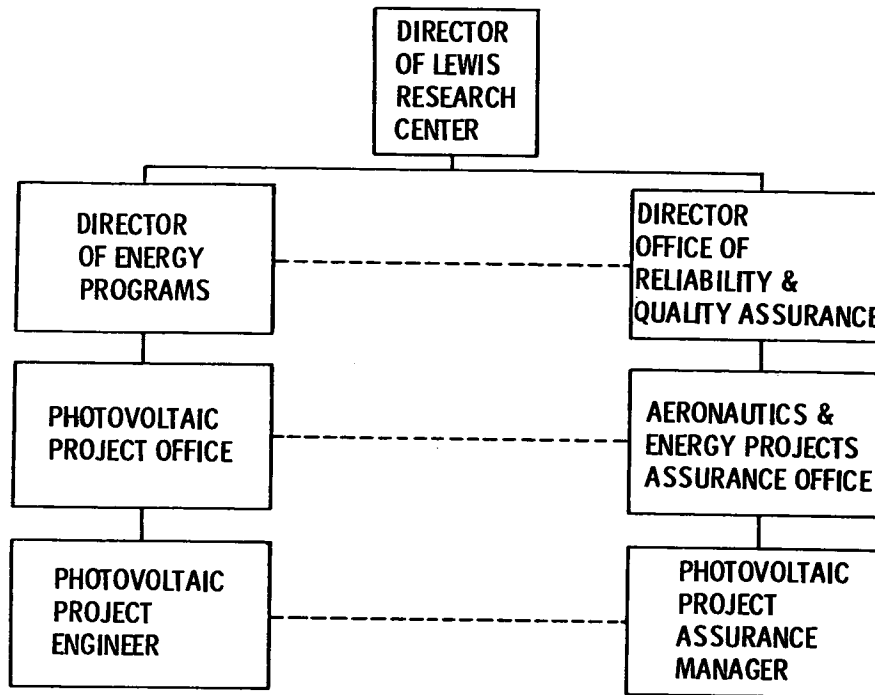 DIRECTOR
OF LEWIS
RESEARCH
CENTER
DIRECTOR
OF ENERGY
PROGRAMS
DIRECTOR
OFFICE OF
RELIABILITY &
QUALITY ASSURANCE
PHOTOVOLTAIC
PROJECT OFFICE
AERONAUTICS &
ENERGY PROJECTS
ASSURANCE OFFICE
PHOTOVOLTAIC
PROJECT
ENGINEER
PHOTOVOLTAIC
PROJECT
ASSURANCE
MANAGER